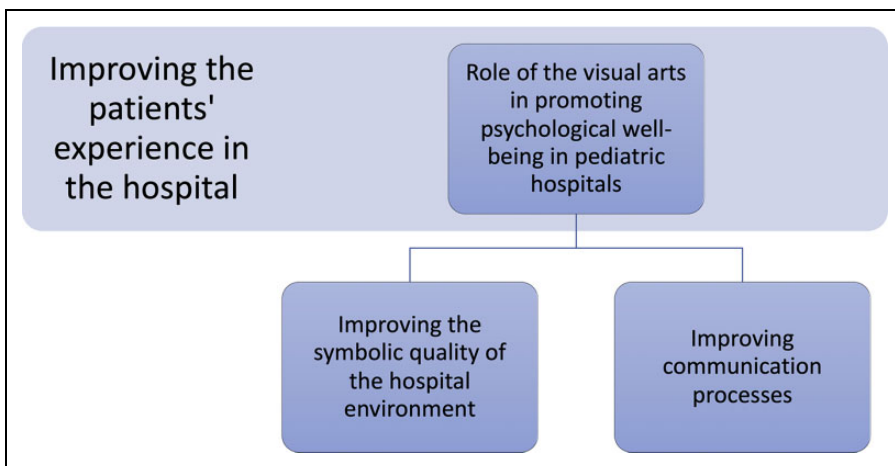 Improving the
patients'
experience in
the hospital
Role of the visual arts
in promoting
psychological well-
being in pediatric
hospitals
Improving the
symbolic quality of
the hospital
environment
Improving
communication
processes